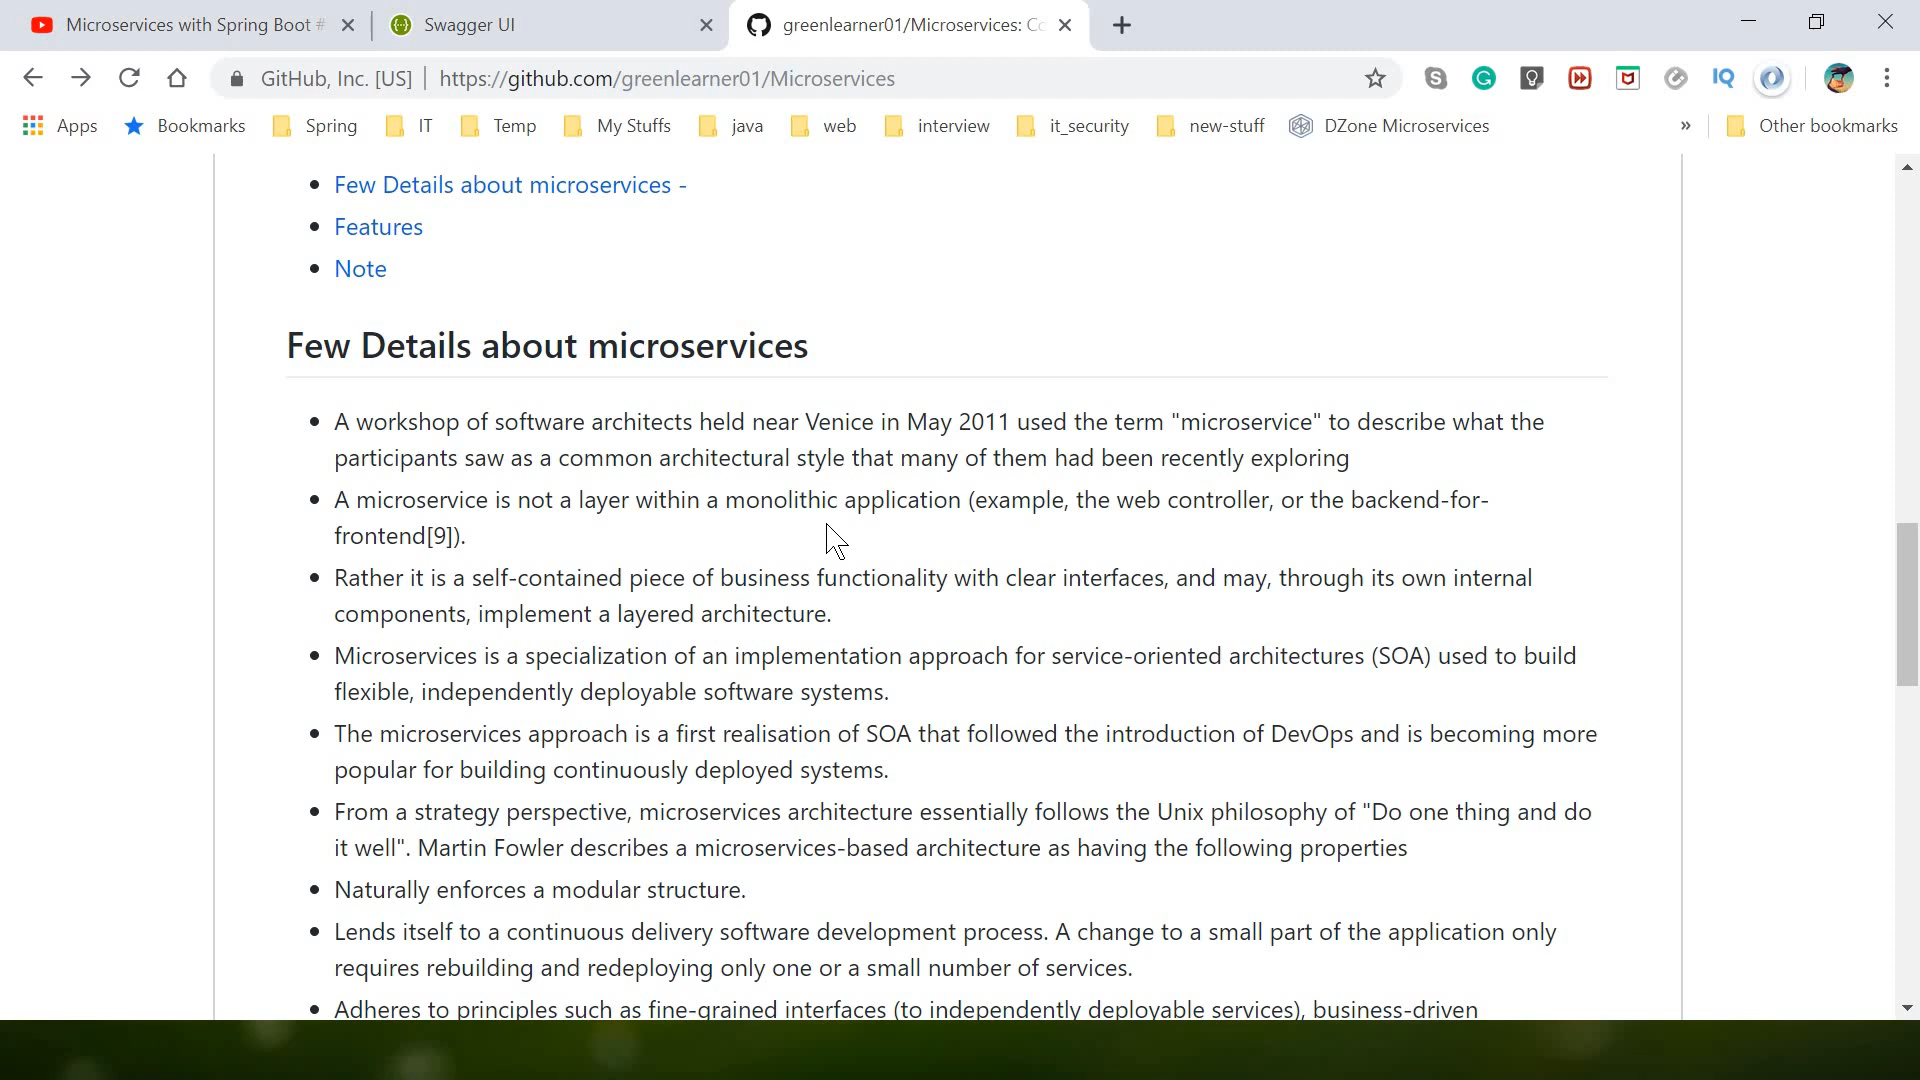 Microservices with Spring Boot #
Swagger UI
greenlearner01/Microservices: Co
GitHub, Inc. [US] https://github.com/greenlearner01/Microservices
IQ
Apps Bookmarks Spring IT Temp My Stuffs java web interview it_security new-stuff DZone Microservices » Other bookmarks
Few Details about microservices -
Features
Note
Few Details about microservices
A workshop of software architects held near Venice in May 2011 used the term "microservice" to describe what the
participants saw as a common architectural style that many of them had been recently exploring
A microservice is not a layer within a monolithic application (example, the web controller, or the backend-for-
frontend[9]).
Rather it is a self-contained piece of business functionality with clear interfaces, and may, through its own internal
components, implement a layered architecture.
Microservices is a specialization of an implementation approach for service-oriented architectures (SOA) used to build
flexible, independently deployable software systems.
The microservices approach is a first realisation of SOA that followed the introduction of DevOps and is becoming more
popular for building continuously deployed systems.
From a strategy perspective, microservices architecture essentially follows the Unix philosophy of "Do one thing and do
it well". Martin Fowler describes a microservices-based architecture as having the following properties
Naturally enforces a modular structure.
Lends itself to a continuous delivery software development process. A change to a small part of the application only
requires rebuilding and redeploying only one or a small number of services.
Adheres to principles such as fine-grained interfaces (to independently deployable services), business-driven